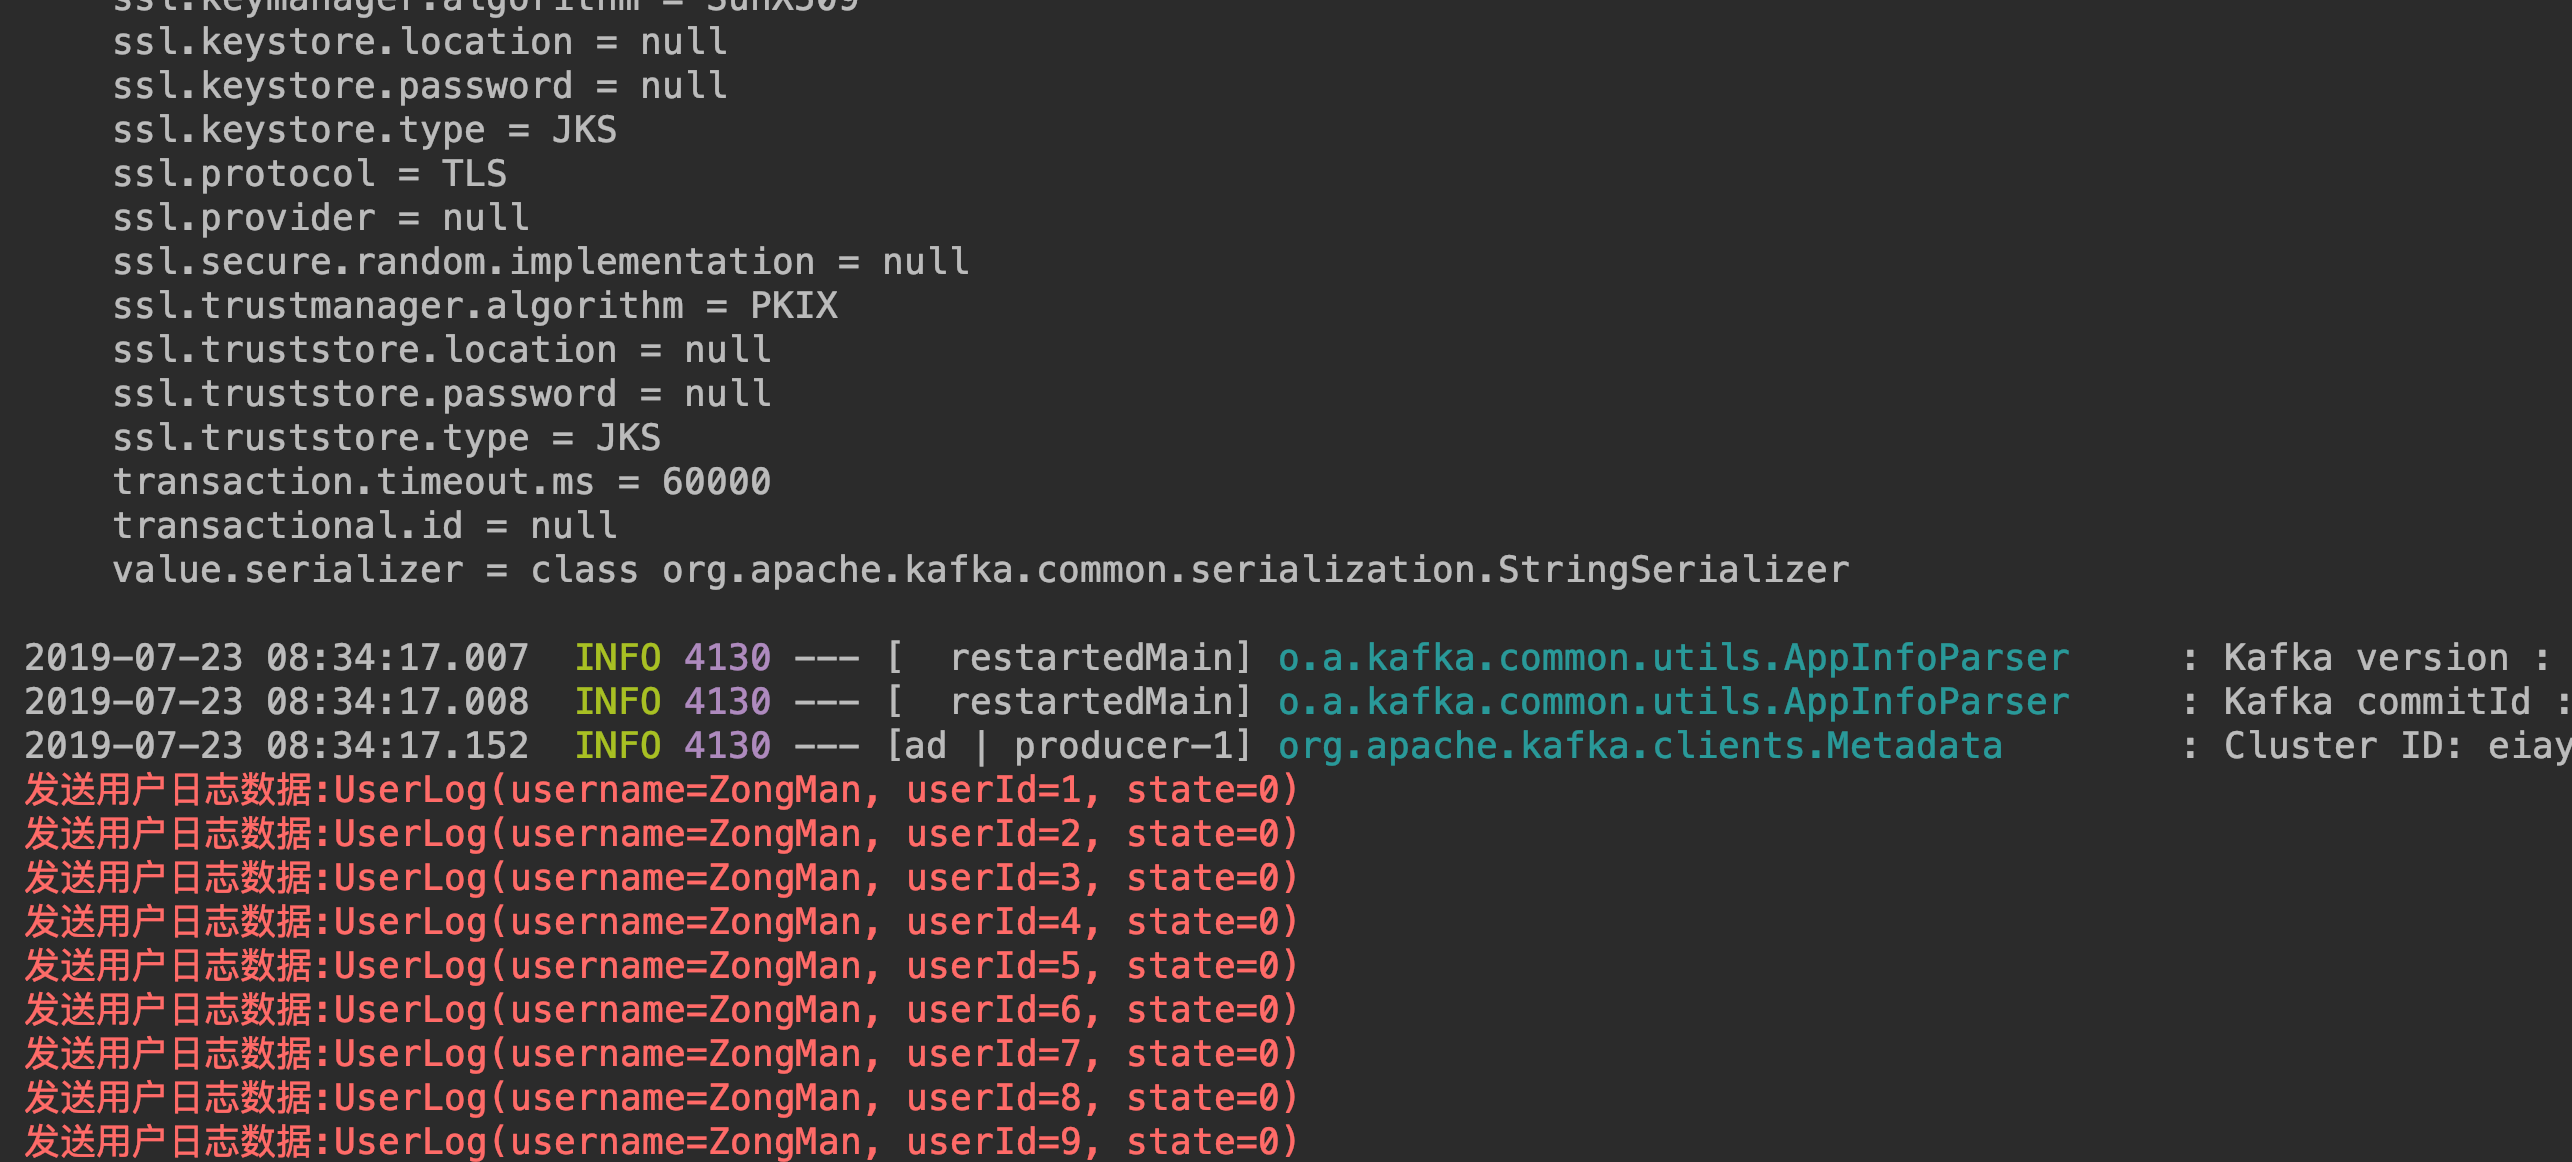 ssl.keymanager.algorithm = SunX509
ssl.keystore.location = null
ssl.keystore.password = null
ssl.keystore.type = JKS
ssl.protocol = TLS
ssl.provider = null
ssl.secure.random.implementation = null
ssl.trustmanager.algorithm = PKIX
ssl.truststore.location = null
ssl.truststore.password = null
ssl.truststore.type = JKS
transaction.timeout.ms = 60000
transactional.id = null
value.serializer = class org.apache.kafka.common.serialization.StringSerializer
2019-07-23 08:34:17.007  INFO 4130 --- [  restartedMain] o.a.kafka.common.utils.AppInfoParser     : Kafka version :
2019-07-23 08:34:17.008  INFO 4130 --- [  restartedMain] o.a.kafka.common.utils.AppInfoParser     : Kafka commitId :
2019-07-23 08:34:17.152  INFO 4130 --- [ad | producer-1] org.apache.kafka.clients.Metadata        : Cluster ID: eiay
发送用户日志数据:UserLog(username=ZongMan, userId=1, state=0)
发送用户日志数据:UserLog(username=ZongMan, userId=2, state=0)
发送用户日志数据:UserLog(username=ZongMan, userId=3, state=0)
发送用户日志数据:UserLog(username=ZongMan, userId=4, state=0)
发送用户日志数据:UserLog(username=ZongMan, userId=5, state=0)
发送用户日志数据:UserLog(username=ZongMan, userId=6, state=0)
发送用户日志数据:UserLog(username=ZongMan, userId=7, state=0)
发送用户日志数据:UserLog(username=ZongMan, userId=8, state=0)
发送用户日志数据:UserLog(username=ZongMan, userId=9, state=0)